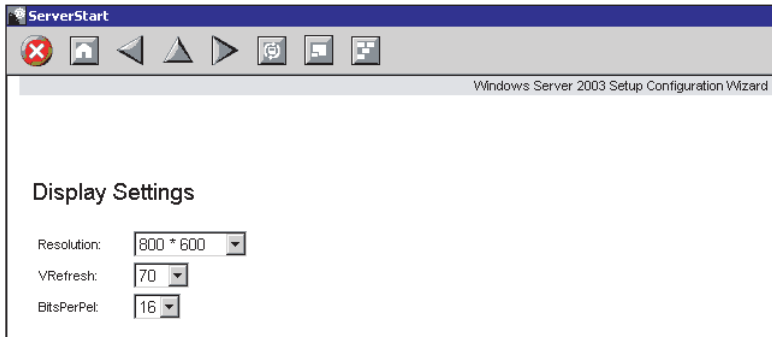 ServerStart
Windows Server 2003 Setup Configuration Wizard
Display Settings
Resolution: 800 * 600
VRefresh: 70
BitsPerPel: 16